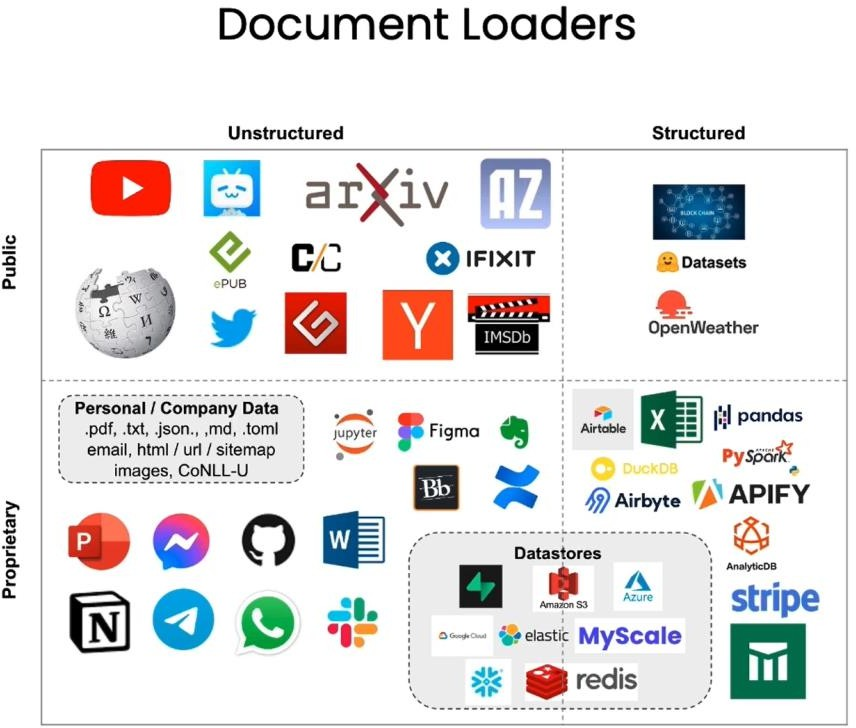 Document Loaders
Unstructured
Structured
Public
arXiv
AZ
BLOCK CHAIN
ePUB
C/C
IFIXIT
Datasets
Ω W И 維
Y
IMSDb
OpenWeather
Proprietary
Personal / Company Data
.pdf, .txt, .json., ,md, .toml
email, html / url / sitemap
images, CoNLL-U
jupyter
Figma
Airtable
X
pandas
Bb
DuckDB
APACHE
PySpark
Airbyte
APIFY
P
W
Datastores
AnalyticDB
Amazon S3
Azure
stripe
N
Google Cloud
elastic
MyScale
redis